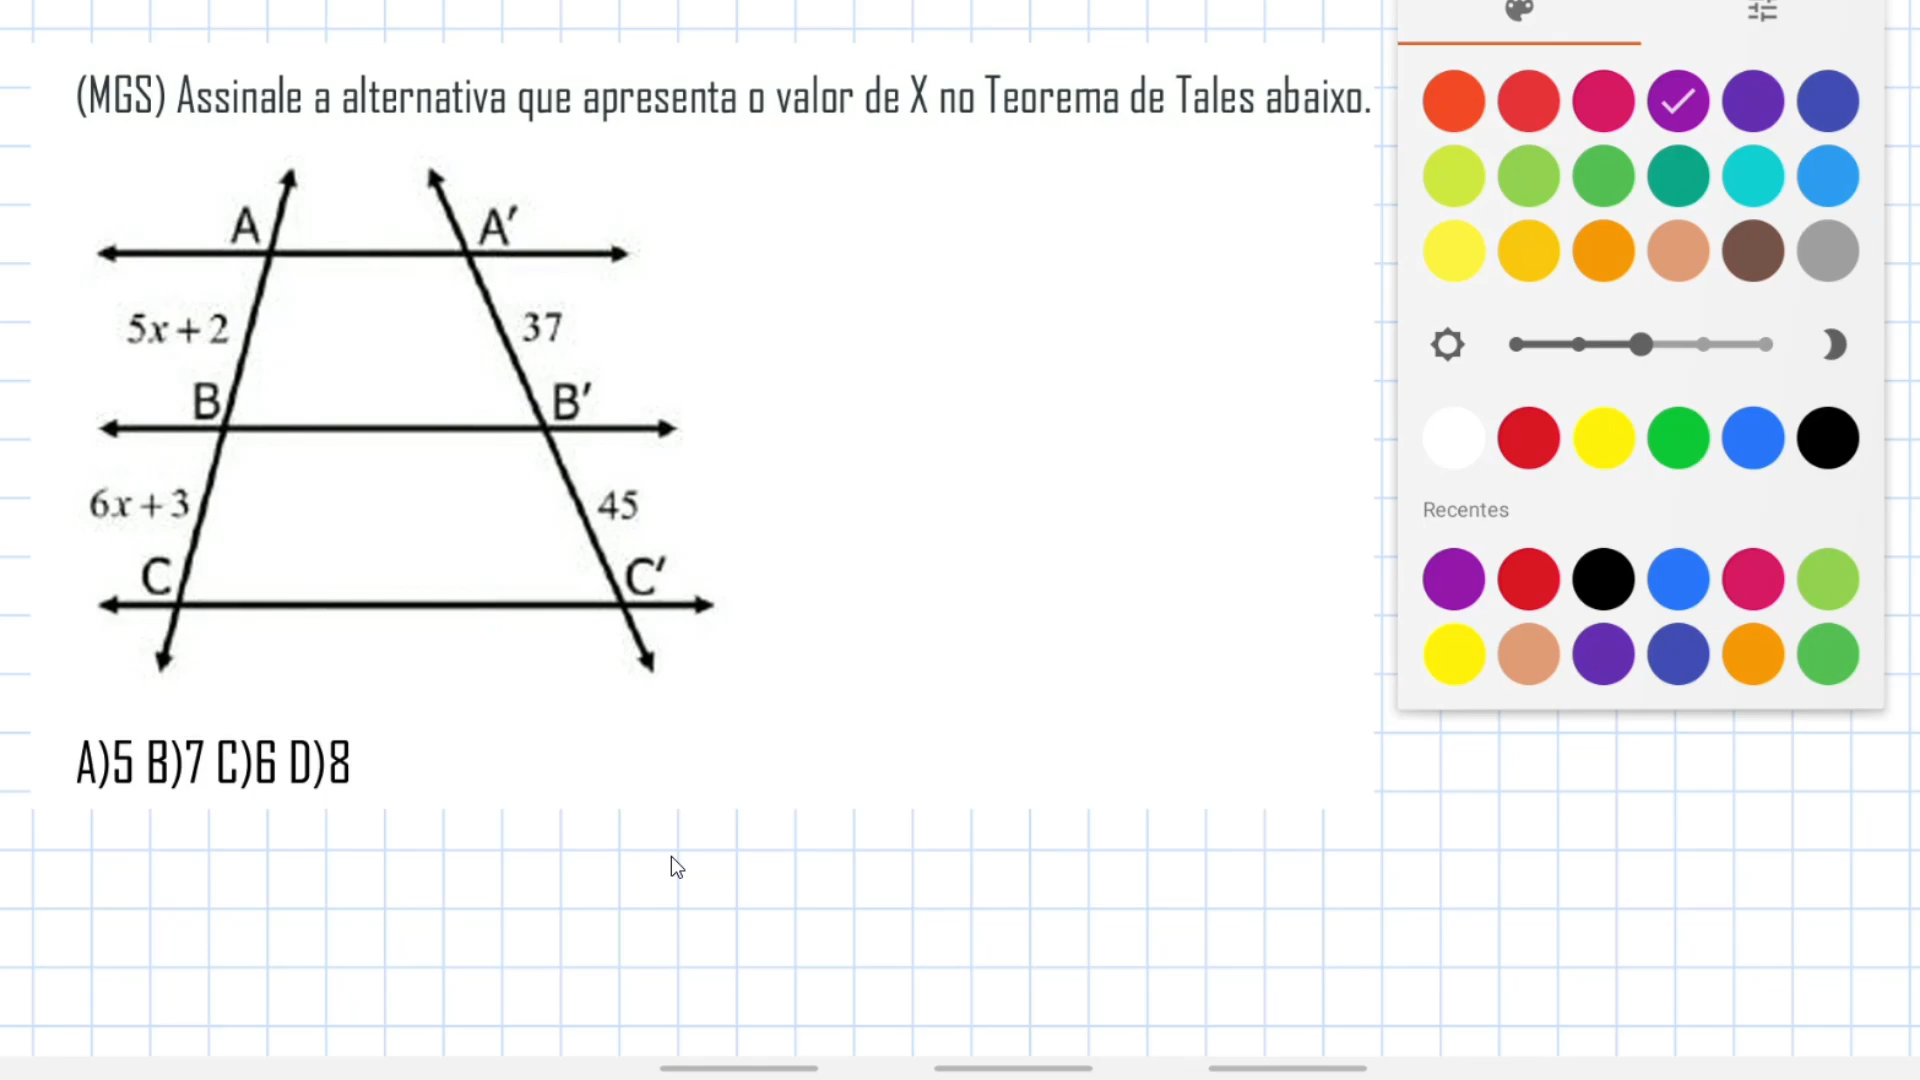 (MGS) Assinale a alternativa que apresenta o valor de X no Teorema de Tales abaixo.
A A′
5x+2 37
B B′
6x+3 45
C C′
A)5 B)7 C)6 D)8
Recentes